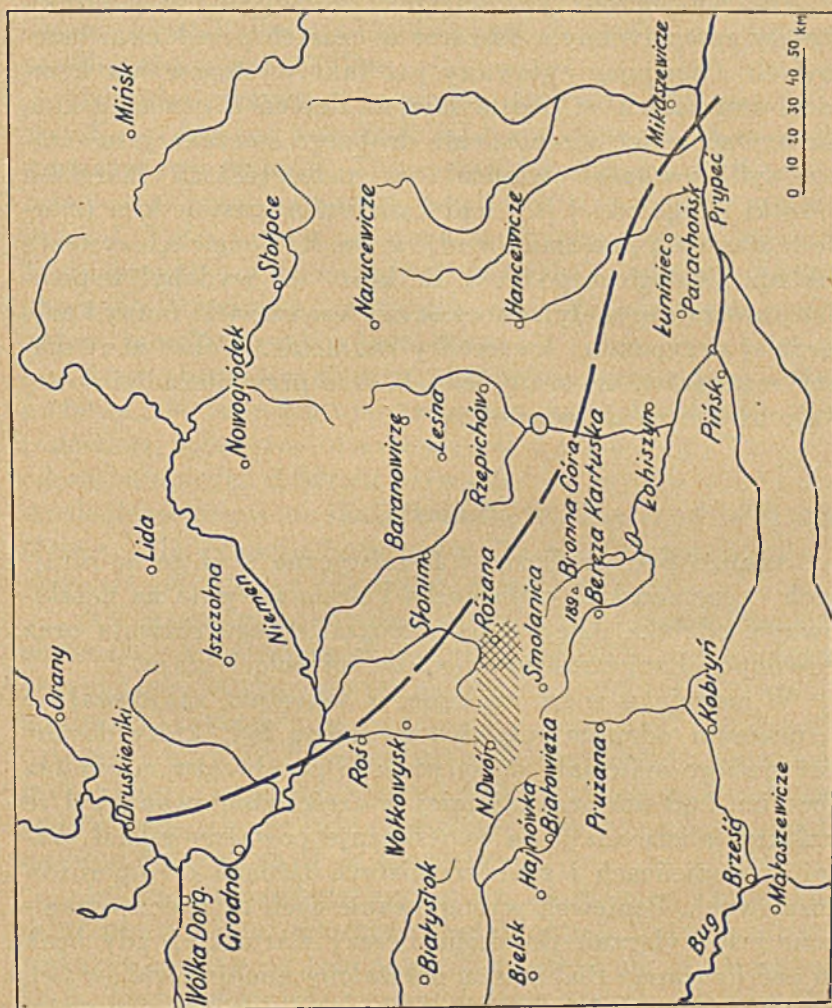 Mińsk
Orany
Druskieniki
Lida
Stołpce
Iszczołna
Nowogródek
Niemen
Wólka Dorg.
Grodno
Naruciewicze
Baranowicze
Leśna
Roś
Słonim
Wołkowysk
Rzepichów
Hancewicze
Białystok
Różana
N.Dwór
Smolanica
Bronna Góra
189
Bereza Kartuska
Mikaszewicze
Bielsk
Hajnówka
Białowieża
Prużana
Łohiszyn
Łuniniec
Parachońsk
Prypeć
Pińsk
Kobryń
Bug
Brześć
Małaszewicze
0 10 20 30 40 50 KM